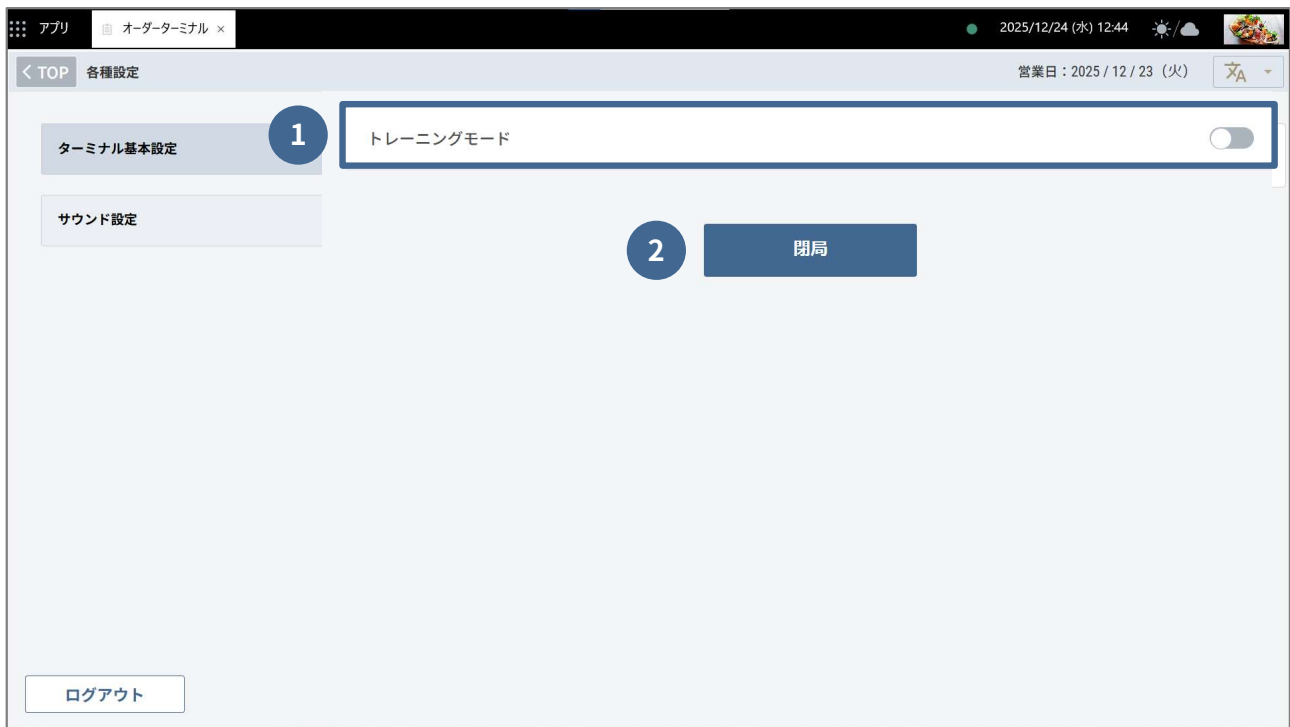 アプリ オーダーターミナル × 2025/12/24 (水) 12:44
< TOP 各種設定 営業日：2025 / 12 / 23（火） 文A
1 トレーニングモード
ターミナル基本設定
サウンド設定
2 閉局
ログアウト